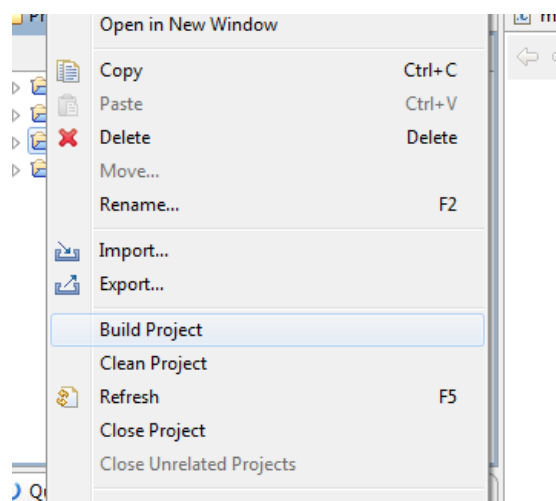 Open in New Window
Copy Ctrl+C
Paste Ctrl+V
Delete Delete
Move...
Rename... F2
Import...
Export...
Build Project
Clean Project
Refresh F5
Close Project
Close Unrelated Projects